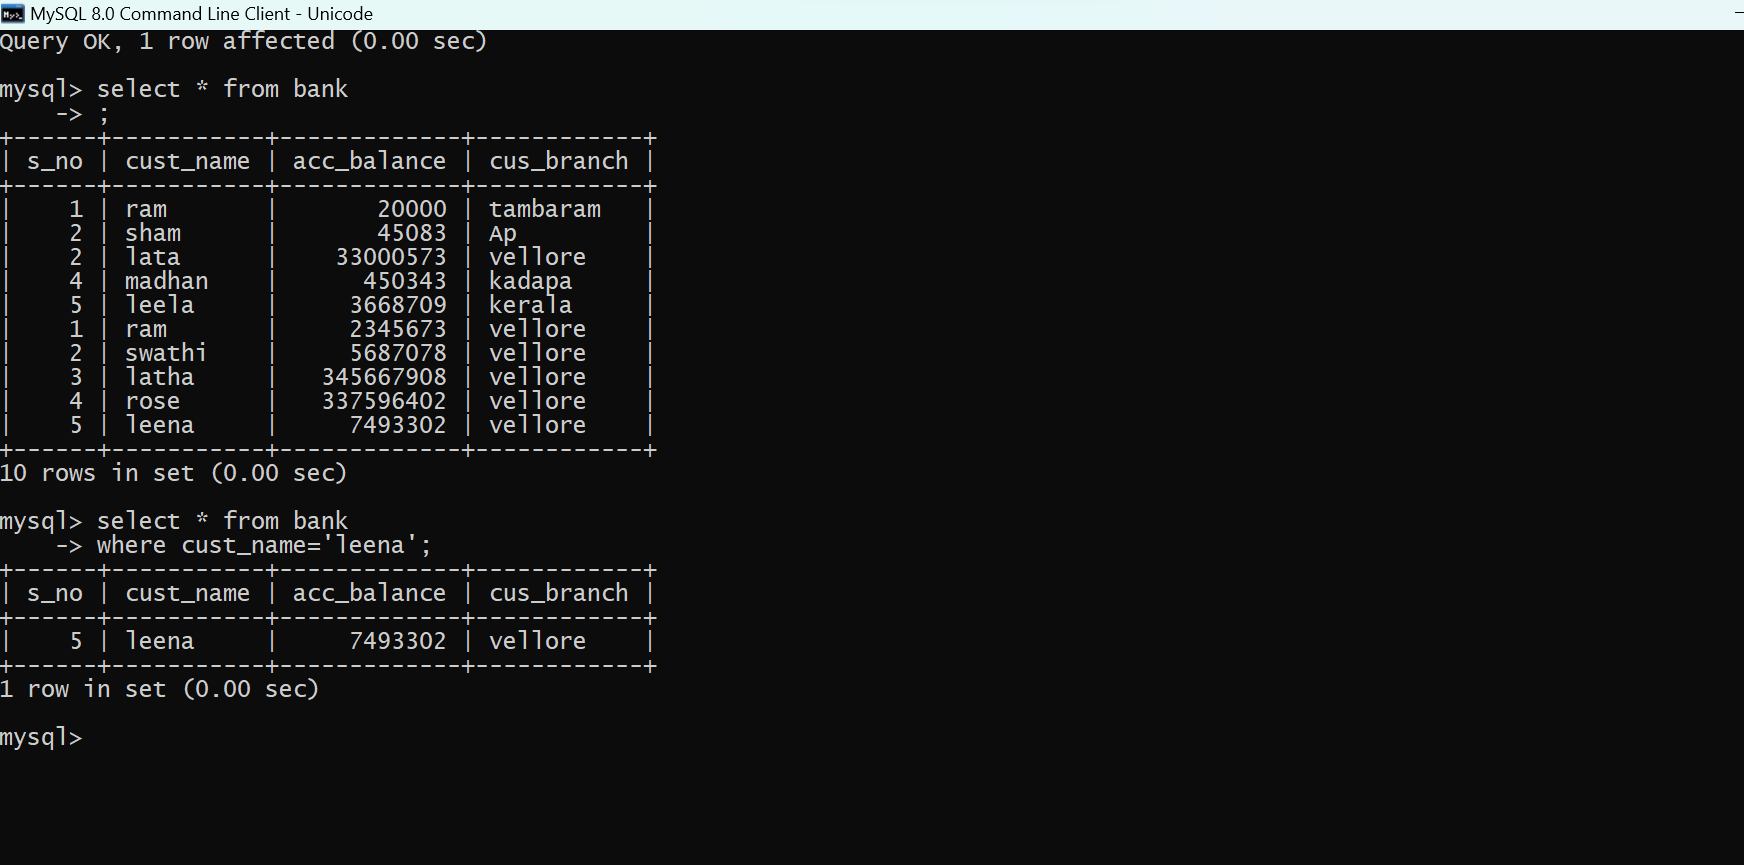 MySQL 8.0 Command Line Client - Unicode
Query OK, 1 row affected (0.00 sec)
mysql> select * from bank
    -> ;
+------+-----------+-------------+------------+
| s_no | cust_name | acc_balance | cus_branch |
+------+-----------+-------------+------------+
|    1 | ram       |       20000 | tambaram   |
|    2 | sham      |       45083 | Ap         |
|    2 | lata      |    33000573 | vellore    |
|    4 | madhan    |      450343 | kadapa     |
|    5 | leela     |     3668709 | kerala     |
|    1 | ram       |     2345673 | vellore    |
|    2 | swathi    |     5687078 | vellore    |
|    3 | latha     |   345667908 | vellore    |
|    4 | rose      |   337596402 | vellore    |
|    5 | leena     |     7493302 | vellore    |
+------+-----------+-------------+------------+
10 rows in set (0.00 sec)
mysql> select * from bank
    -> where cust_name='leena';
+------+-----------+-------------+------------+
| s_no | cust_name | acc_balance | cus_branch |
+------+-----------+-------------+------------+
|    5 | leena     |     7493302 | vellore    |
+------+-----------+-------------+------------+
1 row in set (0.00 sec)
mysql>